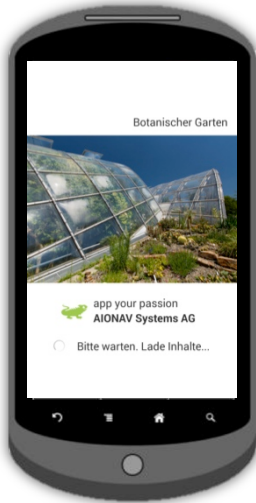 Botanischer Garten
app your passion
AIONAV Systems AG
Bitte warten. Lade Inhalte...